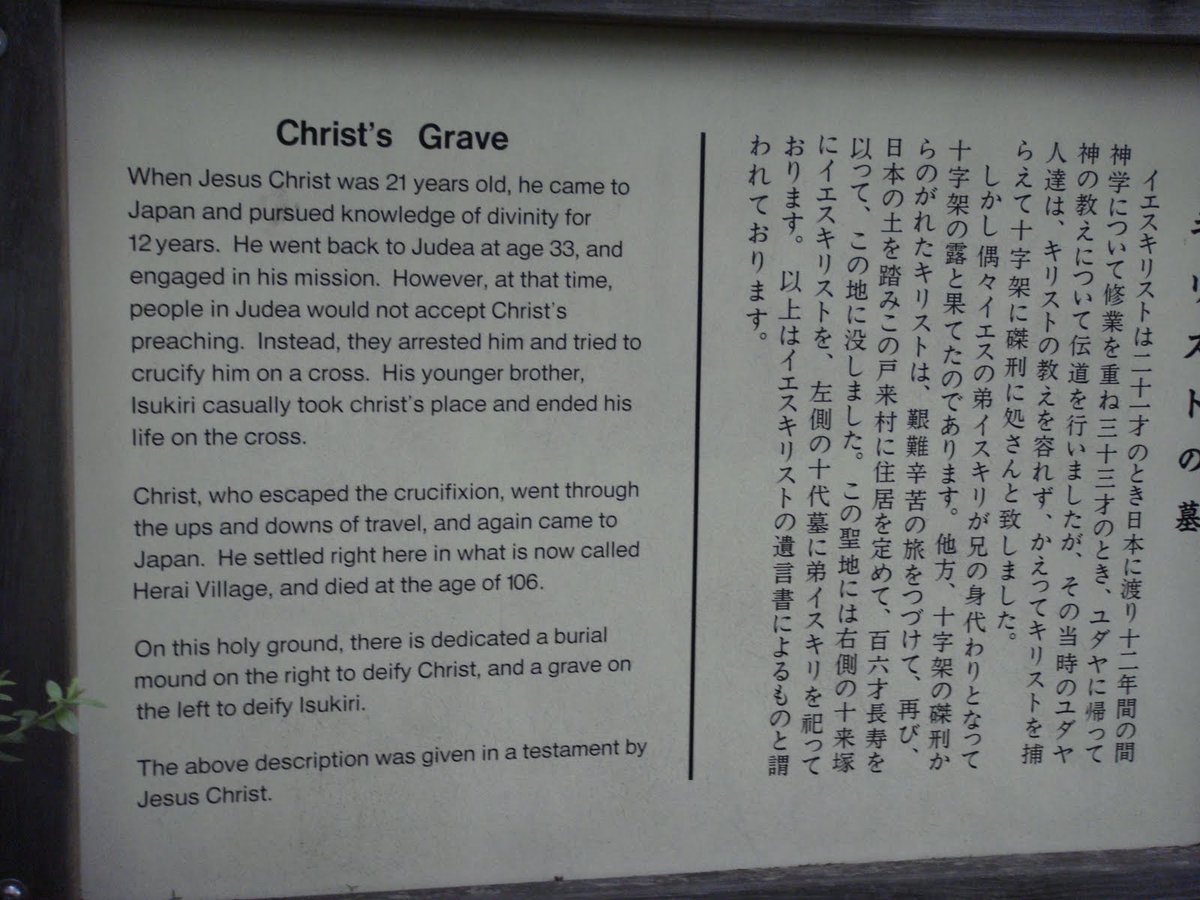 Christ's Grave
When Jesus Christ was 21 years old, he came to
Japan and pursued knowledge of divinity for
12 years. He went back to Judea at age 33, and
engaged in his mission. However, at that time,
people in Judea would not accept Christ's
preaching. Instead, they arrested him and tried to
crucify him on a cross. His younger brother,
Isukiri casually took christ's place and ended his
life on the cross.
Christ, who escaped the crucifixion, went through
the ups and downs of travel, and again came to
Japan. He settled right here in what is now called
Herai Village, and died at the age of 106.
On this holy ground, there is dedicated a burial
mound on the right to deify Christ, and a grave on
the left to deify Isukiri.
The above description was given in a testament by
Jesus Christ.
キリストの墓
イエスキリストは二十一才のとき日本に渡り十二年間の間
神学について修業を重ね三十三才のとき、ユダヤに帰って
神の教えについて伝道を行いましたが、その当時のユダヤ
人達は、キリストの教えを容れず、かえってキリストを捕
らえて十字架に磔刑に処さんと致しました。
しかし偶々イエスの弟イスキリが兄の身代わりとなって
十字架の露と果てたのであります。他方、十字架の磔刑か
らのがれたキリストは、艱難辛苦の旅をつづけて、再び、
日本の土を踏みこの戸来村に住居を定めて、百六才長寿を
以って、この地に没しました。この聖地には右側の十来塚
にイエスキリストを、左側の十代墓に弟イスキリを祀って
おります。以上はイエスキリストの遺言書によるものと謂
われております。